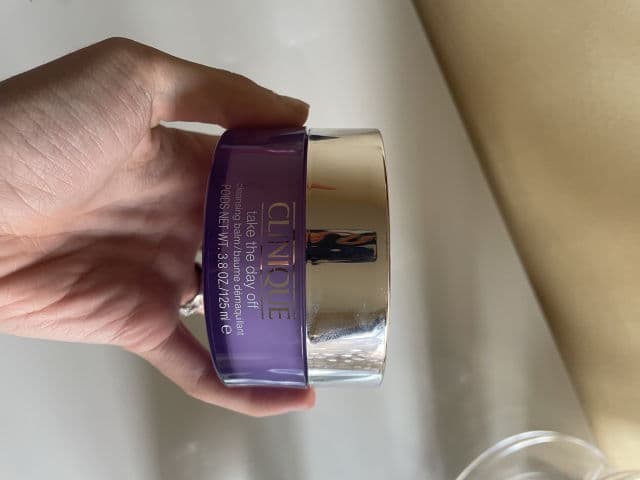 CLINIQUE
take the day off
cleansing balm/baume démaquillant
POIDS NET WT. 3.8 OZ./125 ml ℮